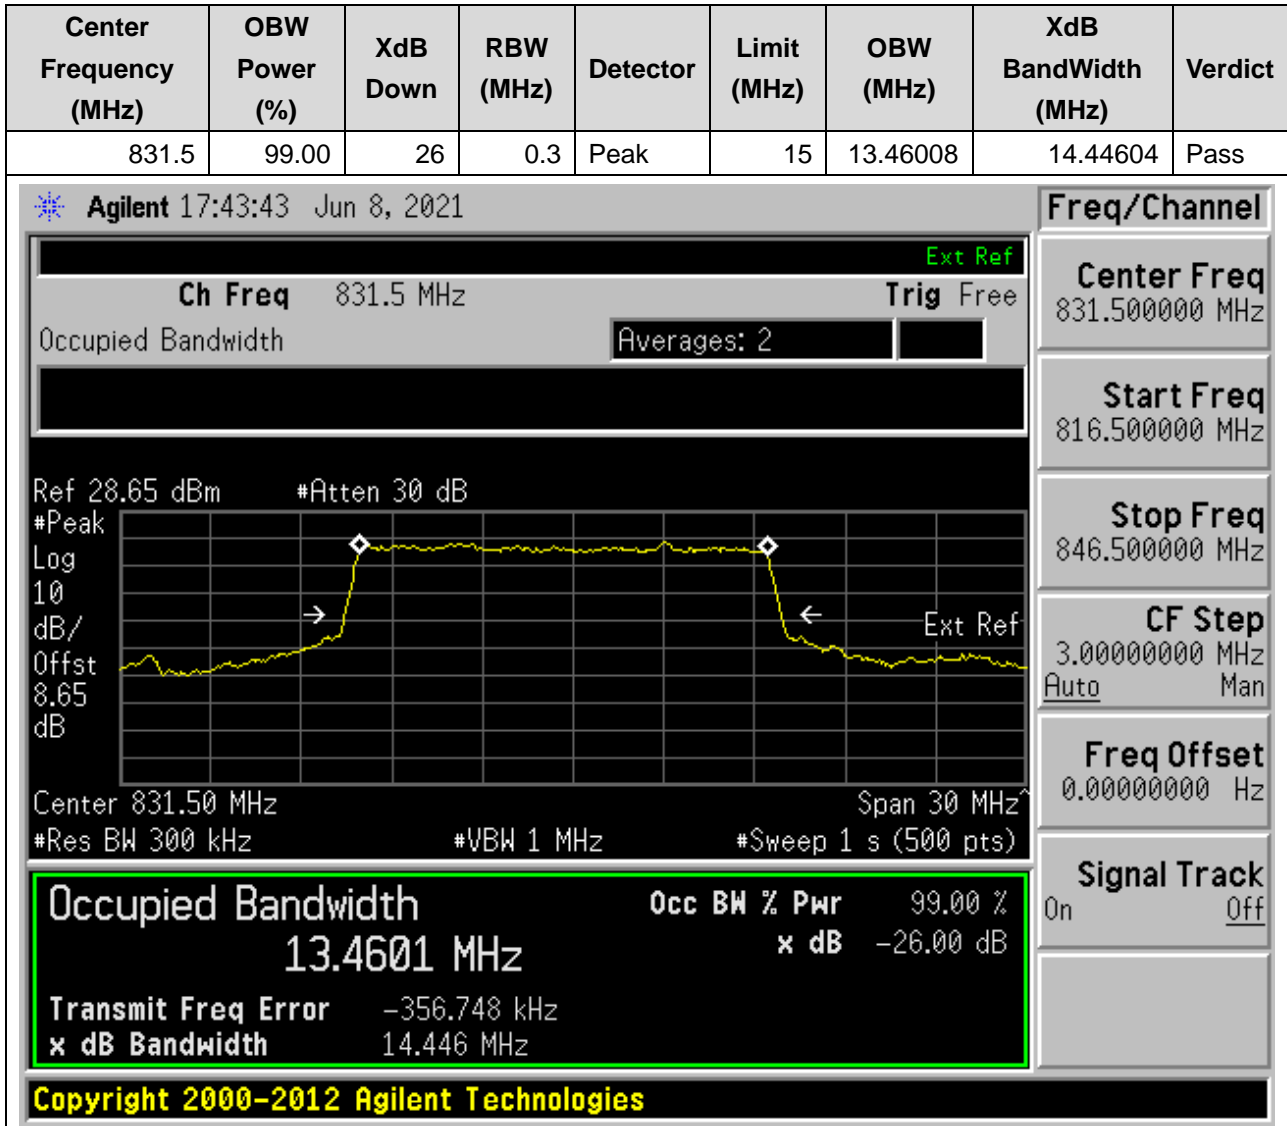 Center Frequency (MHz) OBW Power (%) XdB Down RBW (MHz) Detector Limit (MHz) OBW (MHz) XdB BandWidth (MHz) Verdict
831.5 99.00 26 0.3 Peak 15 13.46008 14.44604 Pass
Agilent 17:43:43 Jun 8, 2021
Freq/Channel
Ext Ref
Ch Freq 831.5 MHz Trig Free
Occupied Bandwidth Averages: 2
Center Freq
831.500000 MHz
Start Freq
816.500000 MHz
Stop Freq
846.500000 MHz
CF Step
3.00000000 MHz
Auto Man
Freq Offset
0.00000000 Hz
Signal Track
On Off
Ref 28.65 dBm #Atten 30 dB
#Peak
Log
10
dB/
Offst
8.65
dB
Ext Ref
Center 831.50 MHz Span 30 MHz^
#Res BW 300 kHz #VBW 1 MHz #Sweep 1 s (500 pts)
Occupied Bandwidth
13.4601 MHz
Occ BW % Pwr 99.00 %
x dB -26.00 dB
Transmit Freq Error -356.748 kHz
x dB Bandwidth 14.446 MHz
Copyright 2000-2012 Agilent Technologies